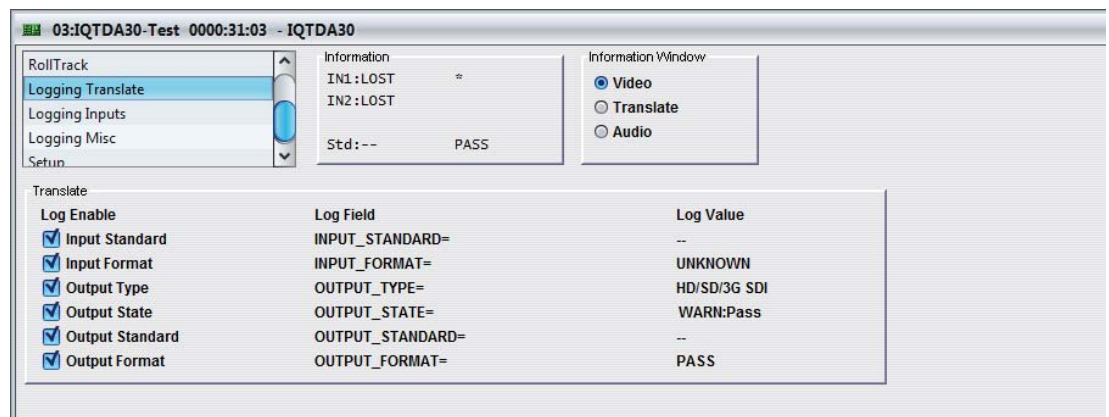 03:IQTDA30-Test 0000:31:03 - IQTDA30
RollTrack
Logging Translate
Logging Inputs
Logging Misc
Setup
Information
IN1:LOST *
IN2:LOST
Std:-- PASS
Information Window
Video
Translate
Audio
Translate
Log Enable Log Field Log Value
Input Standard INPUT_STANDARD= --
Input Format INPUT_FORMAT= UNKNOWN
Output Type OUTPUT_TYPE= HD/SD/3G SDI
Output State OUTPUT_STATE= WARN:Pass
Output Standard OUTPUT_STANDARD= --
Output Format OUTPUT_FORMAT= PASS